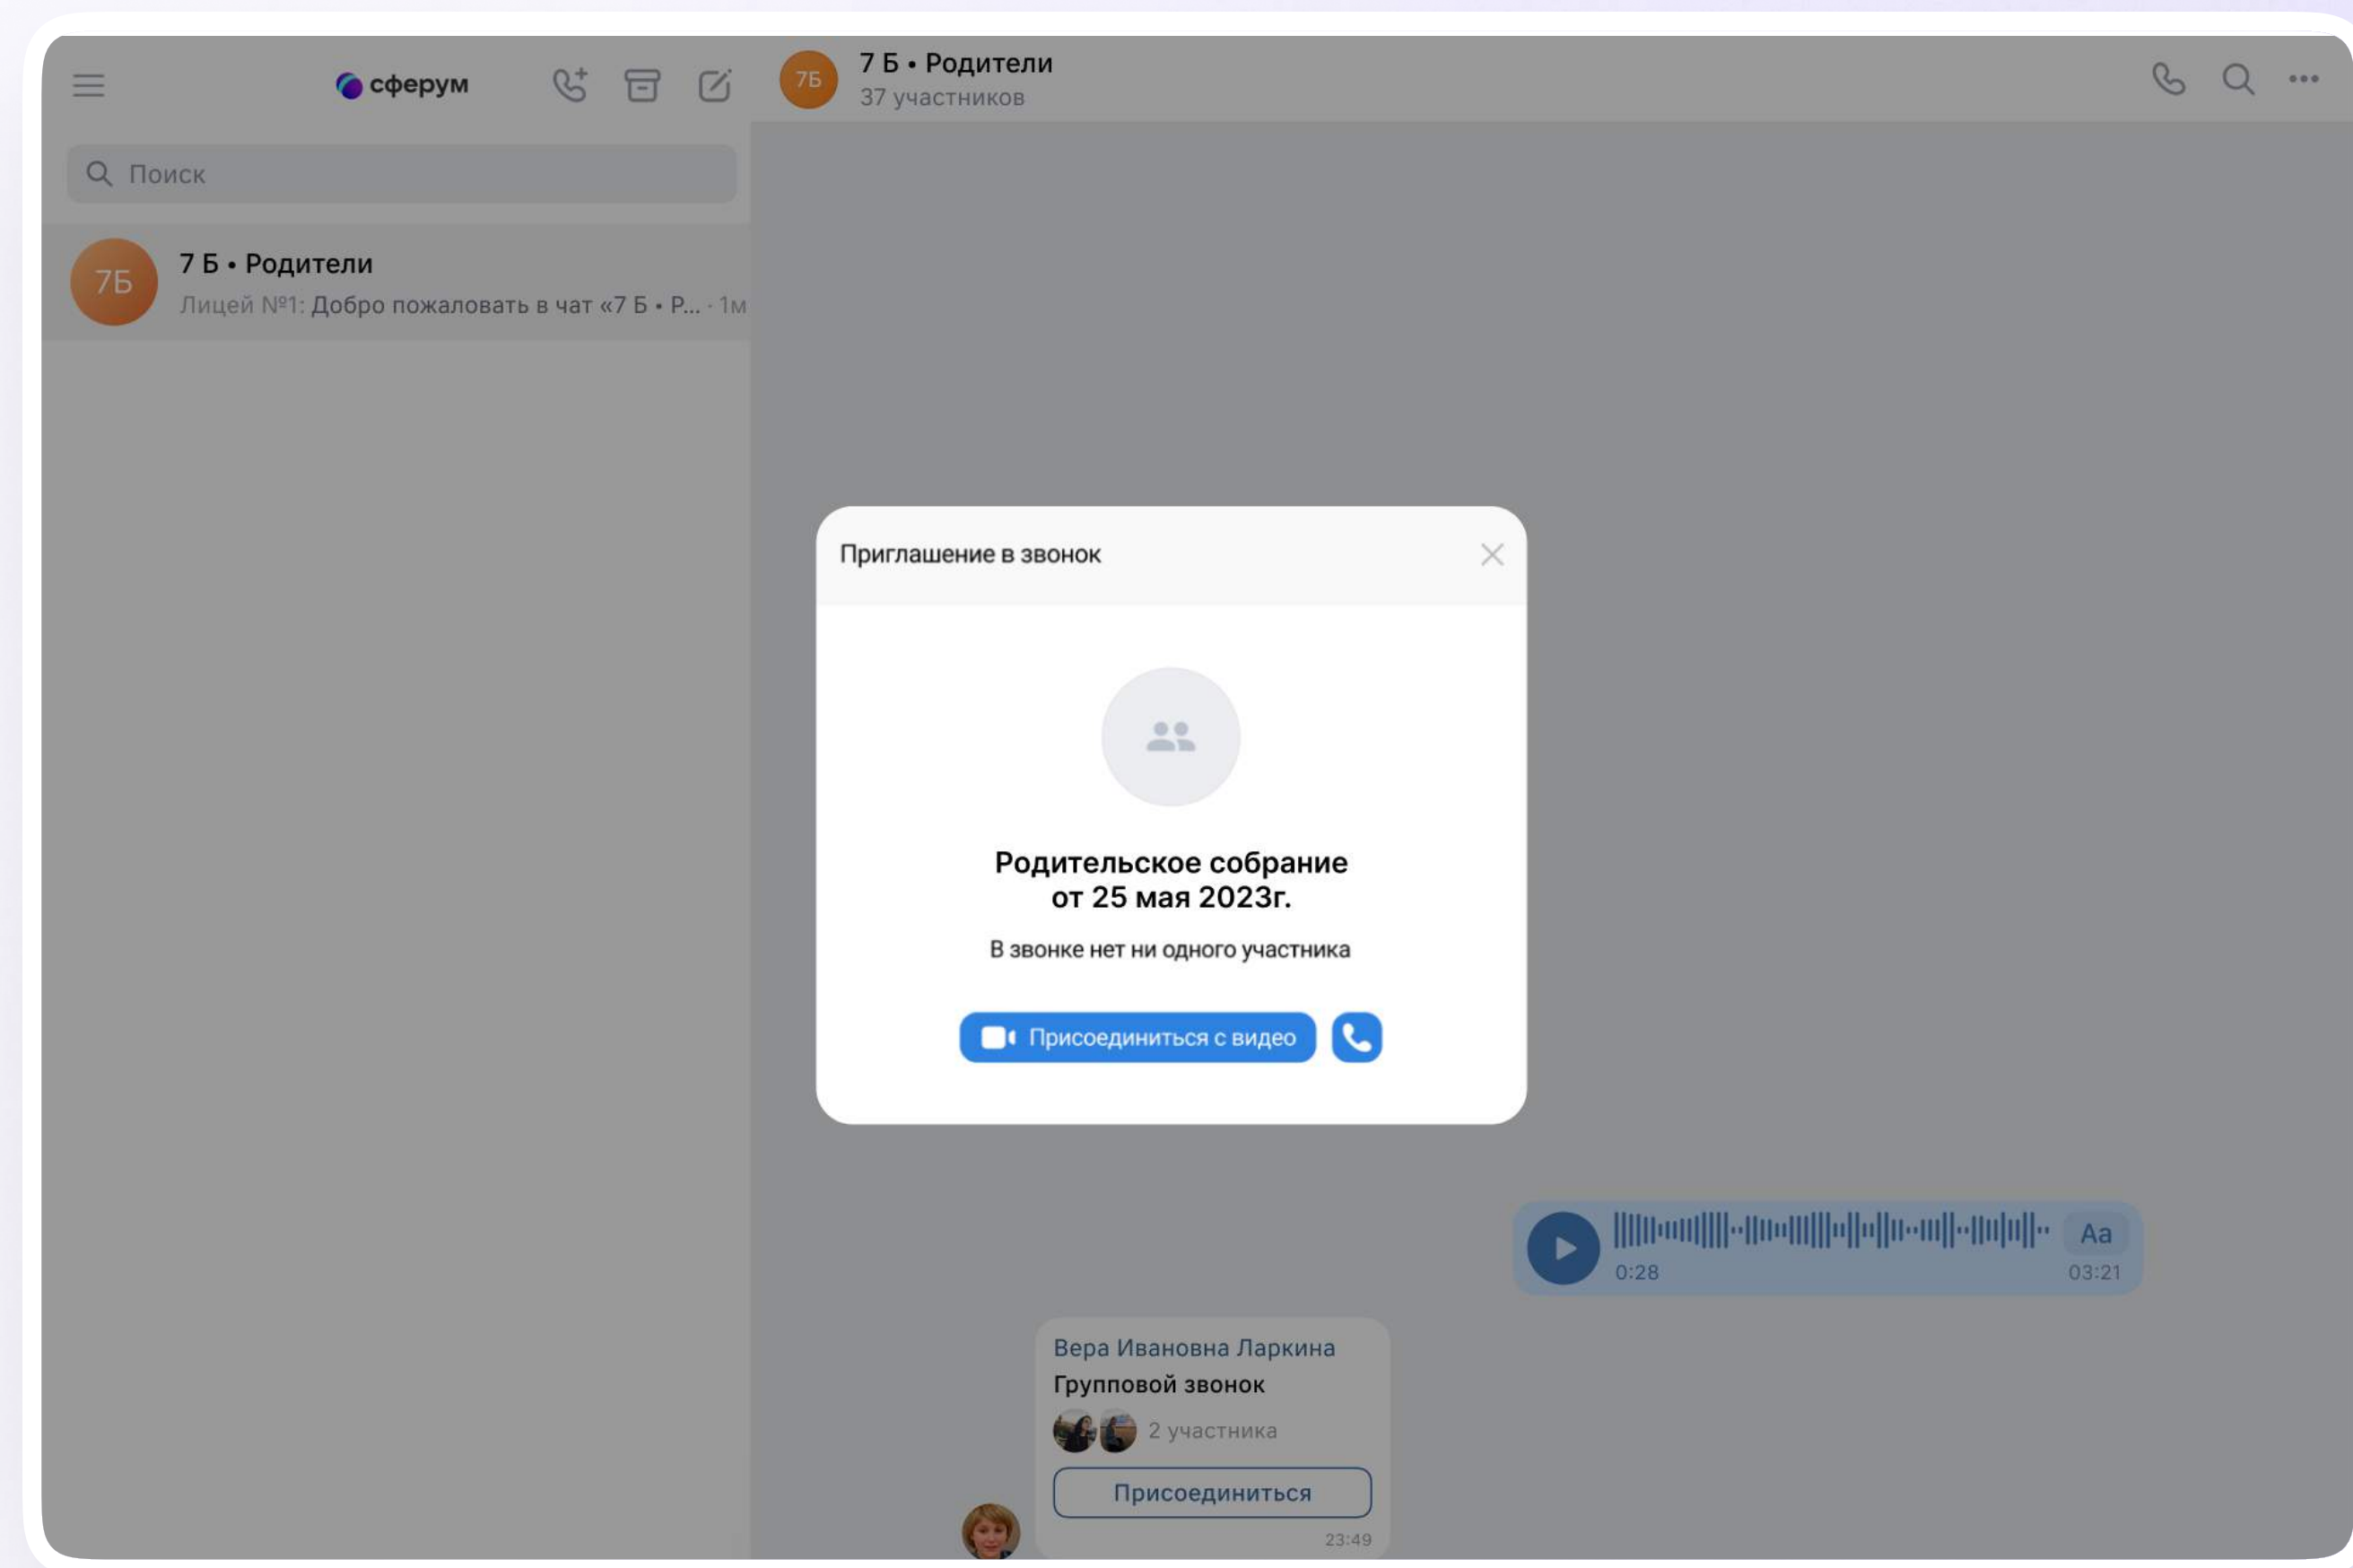 сферум
7Б
7 Б • Родители
37 участников
Поиск
7Б
7 Б • Родители
Лицей №1: Добро пожаловать в чат «7 Б • Р... · 1м
Приглашение в звонок
Родительское собрание
от 25 мая 2023г.
В звонке нет ни одного участника
Присоединиться с видео
Aa
0:28
03:21
Вера Ивановна Ларкина
Групповой звонок
2 участника
Присоединиться
23:49